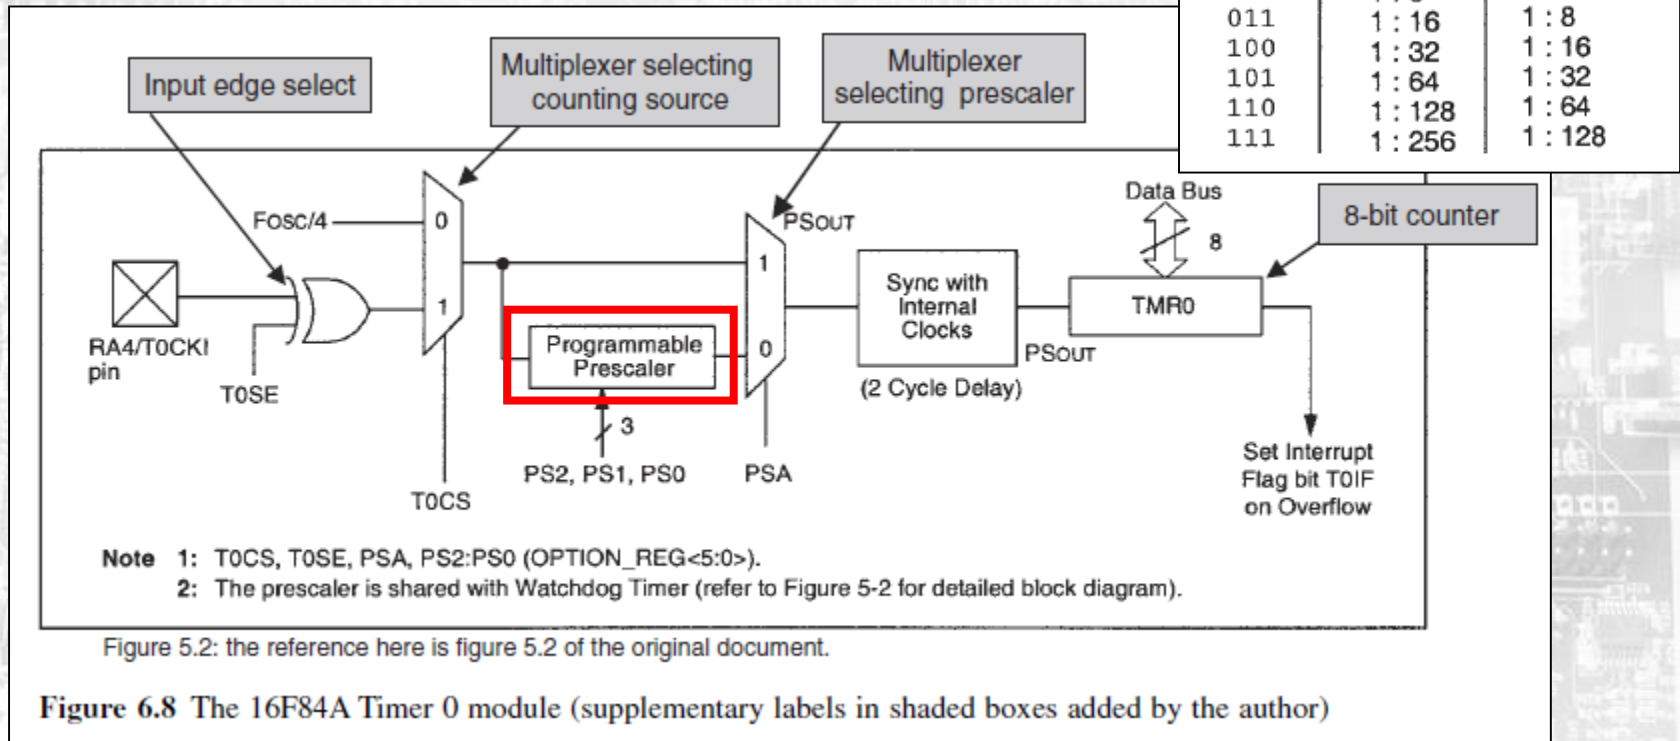 011 1 : 16 1 : 8
100 1 : 32 1 : 16
101 1 : 64 1 : 32
110 1 : 128 1 : 64
111 1 : 256 1 : 128
Input edge select
Multiplexer selecting
counting source
Multiplexer
selecting prescaler
Data Bus
8-bit counter
8
FOSC/4
0
PSOUT
1
Sync with
Internal
Clocks
TMR0
1
RA4/T0CKI
pin
T0SE
Programmable
Prescaler
0
PSOUT
(2 Cycle Delay)
3
PS2, PS1, PS0
PSA
T0CS
Set Interrupt
Flag bit T0IF
on Overflow
Note 1: T0CS, T0SE, PSA, PS2:PS0 (OPTION_REG<5:0>).
2: The prescaler is shared with Watchdog Timer (refer to Figure 5-2 for detailed block diagram).
Figure 5.2: the reference here is figure 5.2 of the original document.
Figure 6.8 The 16F84A Timer 0 module (supplementary labels in shaded boxes added by the author)